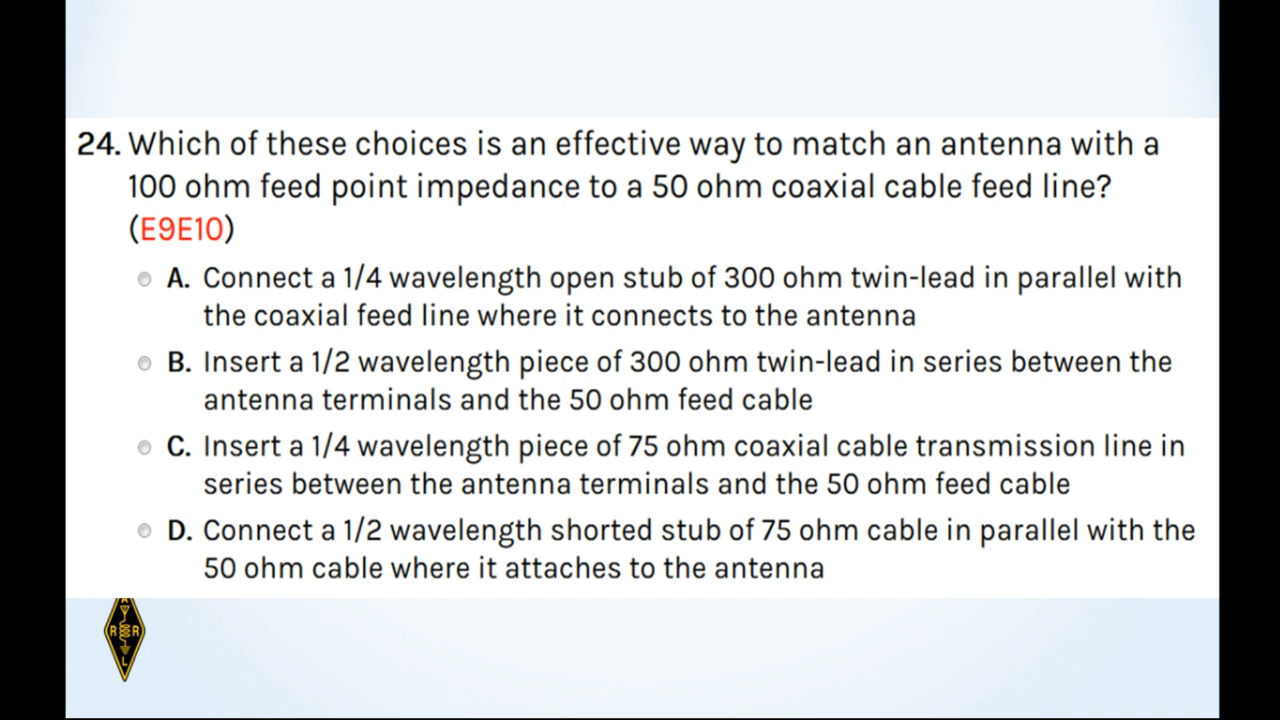 24. Which of these choices is an effective way to match an antenna with a
100 ohm feed point impedance to a 50 ohm coaxial cable feed line?
(E9E10)
A. Connect a 1/4 wavelength open stub of 300 ohm twin-lead in parallel with
the coaxial feed line where it connects to the antenna
B. Insert a 1/2 wavelength piece of 300 ohm twin-lead in series between the
antenna terminals and the 50 ohm feed cable
C. Insert a 1/4 wavelength piece of 75 ohm coaxial cable transmission line in
series between the antenna terminals and the 50 ohm feed cable
D. Connect a 1/2 wavelength shorted stub of 75 ohm cable in parallel with the
50 ohm cable where it attaches to the antenna
A
R R
L